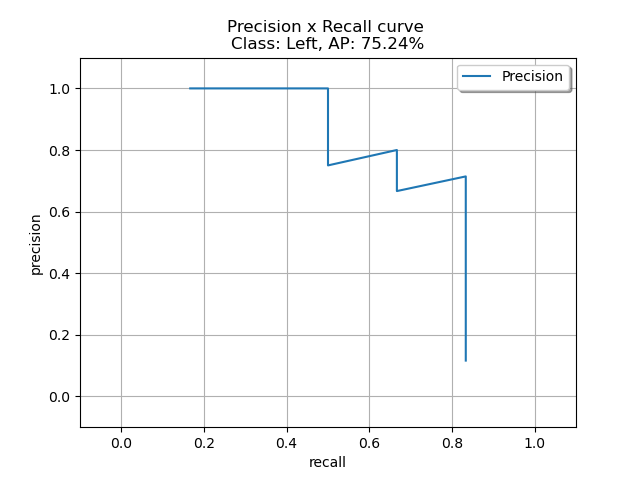 Precision x Recall curve
Class: Left, AP: 75.24%
Precision
1.0
0.8
0.6
0.4
0.2
0.0
precision
0.0 0.2 0.4 0.6 0.8 1.0
recall